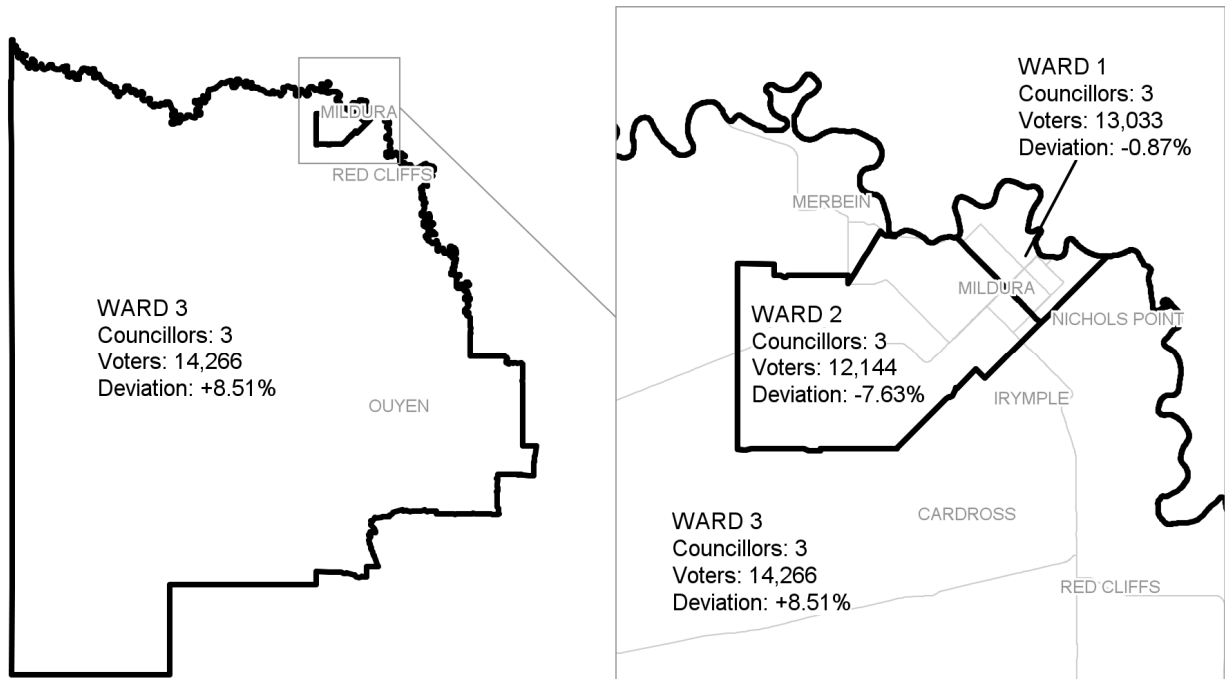 MILDURA
RED CLIFFS
WARD 3
Councillors: 3
Voters: 14,266
Deviation: +8.51%
OUYEN
WARD 1
Councillors: 3
Voters: 13,033
Deviation: -0.87%
MERBEIN
MILDURA
WARD 2
Councillors: 3
Voters: 12,144
Deviation: -7.63%
NICHOLS POINT
IRYMPLE
CARDROSS
WARD 3
Councillors: 3
Voters: 14,266
Deviation: +8.51%
RED CLIFFS